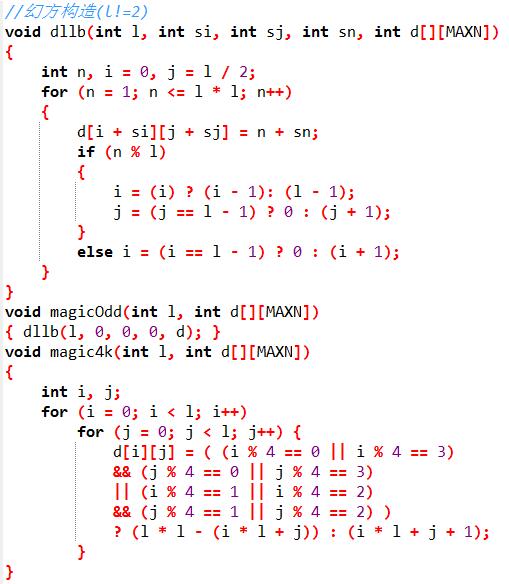 //幻方构造(l!=2)
void dllb(int l, int si, int sj, int sn, int d[][MAXN])
{
    int n, i = 0, j = l / 2;
    for (n = 1; n <= l * l; n++)
    {
        d[i + si][j + sj] = n + sn;
        if (n % l)
        {
            i = (i) ? (i - 1): (l - 1);
            j = (j == l - 1) ? 0 : (j + 1);
        }
        else i = (i == l - 1) ? 0 : (i + 1);
    }
}
void magicOdd(int l, int d[][MAXN])
{ dllb(l, 0, 0, 0, d); }
void magic4k(int l, int d[][MAXN])
{
    int i, j;
    for (i = 0; i < l; i++)
        for (j = 0; j < l; j++) {
            d[i][j] = ( (i % 4 == 0 || i % 4 == 3)
            && (j % 4 == 0 || j % 4 == 3)
            || (i % 4 == 1 || i % 4 == 2)
            && (j % 4 == 1 || j % 4 == 2) )
            ? (l * l - (i * l + j)) : (i * l + j + 1);
        }
}